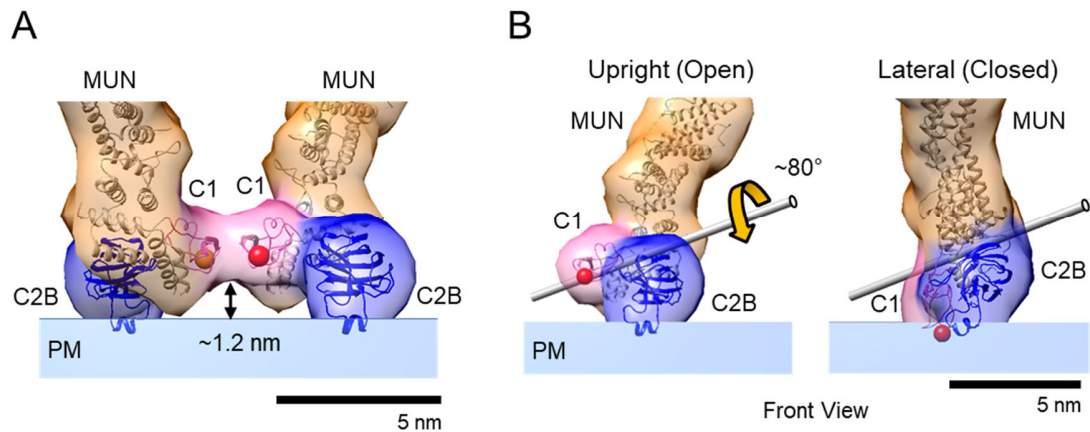 A
MUN
MUN
C1
C1
C2B
C2B
~1.2 nm
PM
5 nm
B
Upright (Open)
Lateral (Closed)
MUN
MUN
~80°
C1
C2B
C1
C2B
PM
5 nm
Front View